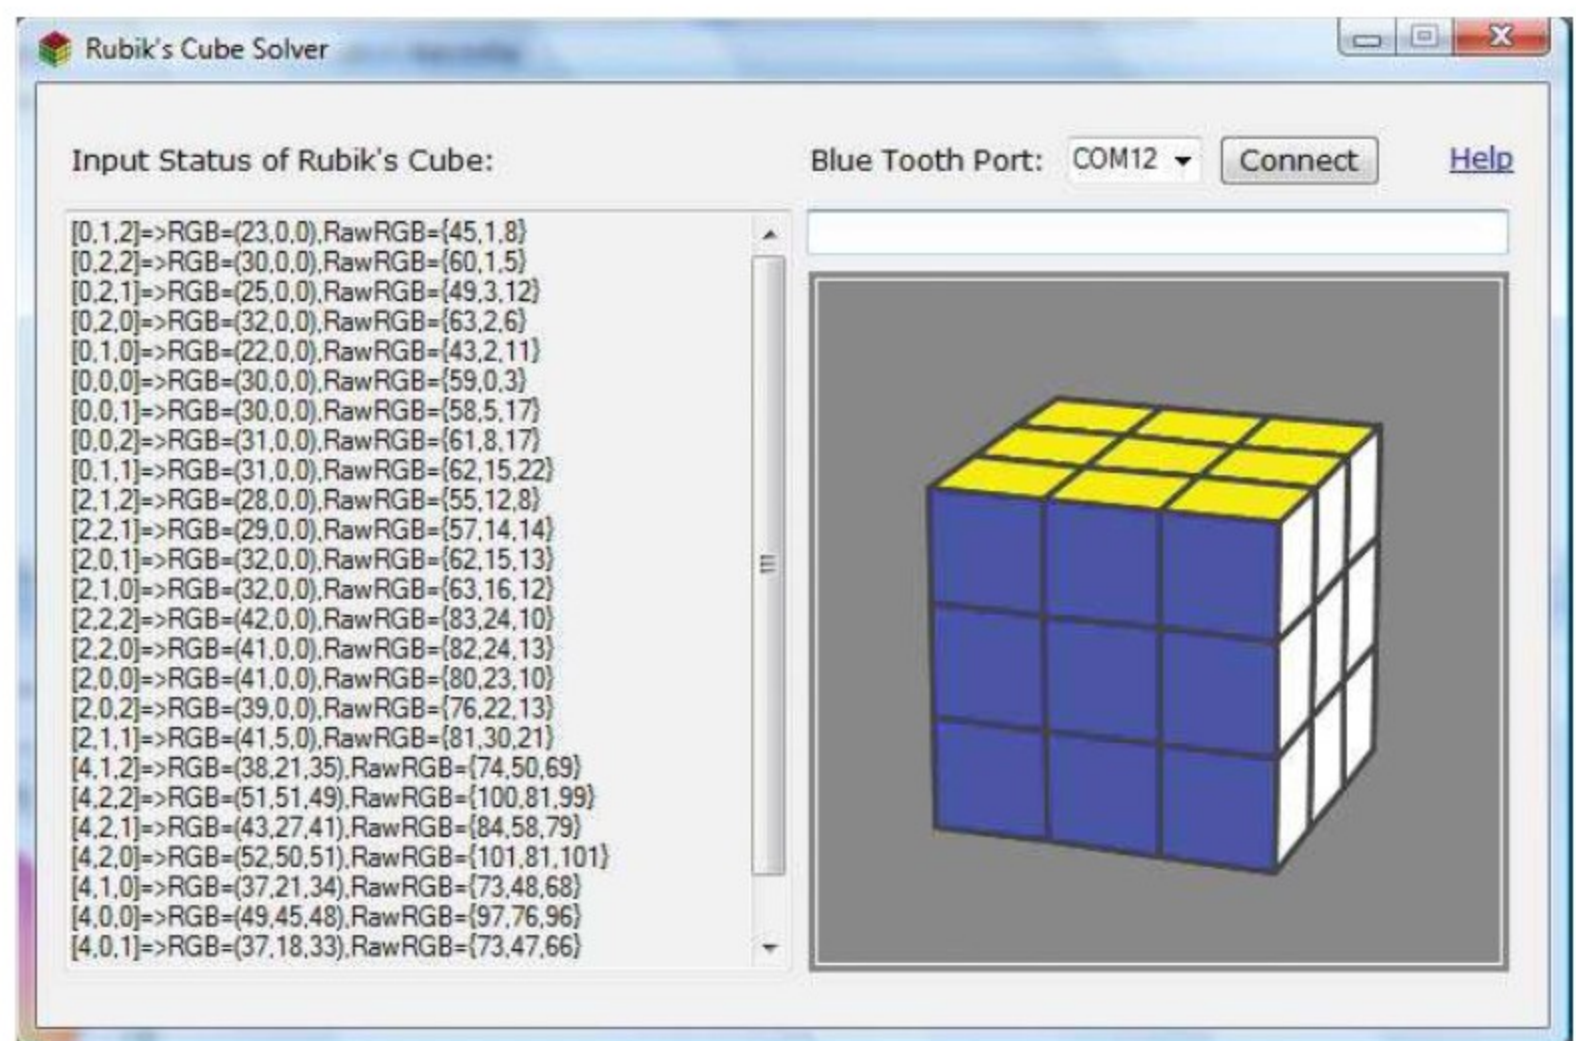 Rubik's Cube Solver
Input Status of Rubik's Cube:
Blue Tooth Port: COM12 Connect Help
[0,1,2]=>RGB=(23,0,0),RawRGB={45,1,8}
[0,2,2]=>RGB=(30,0,0),RawRGB={60,1,5}
[0,2,1]=>RGB=(25,0,0),RawRGB={49,3,12}
[0,2,0]=>RGB=(32,0,0),RawRGB={63,2,6}
[0,1,0]=>RGB=(22,0,0),RawRGB={43,2,11}
[0,0,0]=>RGB=(30,0,0),RawRGB={59,0,3}
[0,0,1]=>RGB=(30,0,0),RawRGB={58,5,17}
[0,0,2]=>RGB=(31,0,0),RawRGB={61,8,17}
[0,1,1]=>RGB=(31,0,0),RawRGB={62,15,22}
[2,1,2]=>RGB=(28,0,0),RawRGB={55,12,8}
[2,2,1]=>RGB=(29,0,0),RawRGB={57,14,14}
[2,0,1]=>RGB=(32,0,0),RawRGB={62,15,13}
[2,1,0]=>RGB=(32,0,0),RawRGB={63,16,12}
[2,2,2]=>RGB=(42,0,0),RawRGB={83,24,10}
[2,2,0]=>RGB=(41,0,0),RawRGB={82,24,13}
[2,0,0]=>RGB=(41,0,0),RawRGB={80,23,10}
[2,0,2]=>RGB=(39,0,0),RawRGB={76,22,13}
[2,1,1]=>RGB=(41,5,0),RawRGB={81,30,21}
[4,1,2]=>RGB=(38,21,35),RawRGB={74,50,69}
[4,2,2]=>RGB=(51,51,49),RawRGB={100,81,99}
[4,2,1]=>RGB=(43,27,41),RawRGB={84,58,79}
[4,2,0]=>RGB=(52,50,51),RawRGB={101,81,101}
[4,1,0]=>RGB=(37,21,34),RawRGB={73,48,68}
[4,0,0]=>RGB=(49,45,48),RawRGB={97,76,96}
[4,0,1]=>RGB=(37,18,33),RawRGB={73,47,66}